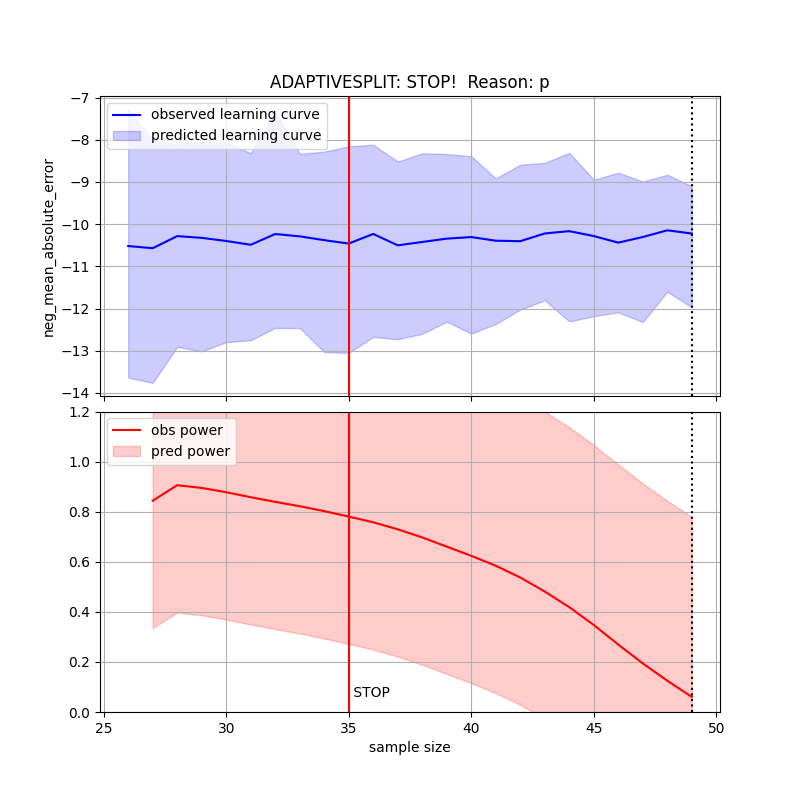 ADAPTIVESPLIT: STOP!  Reason: p
−7
−8
−9
−10
−11
−12
−13
−14
neg_mean_absolute_error
observed learning curve
predicted learning curve
1.2
1.0
0.8
0.6
0.4
0.2
0.0
obs power
pred power
STOP
25 30 35 40 45 50
sample size